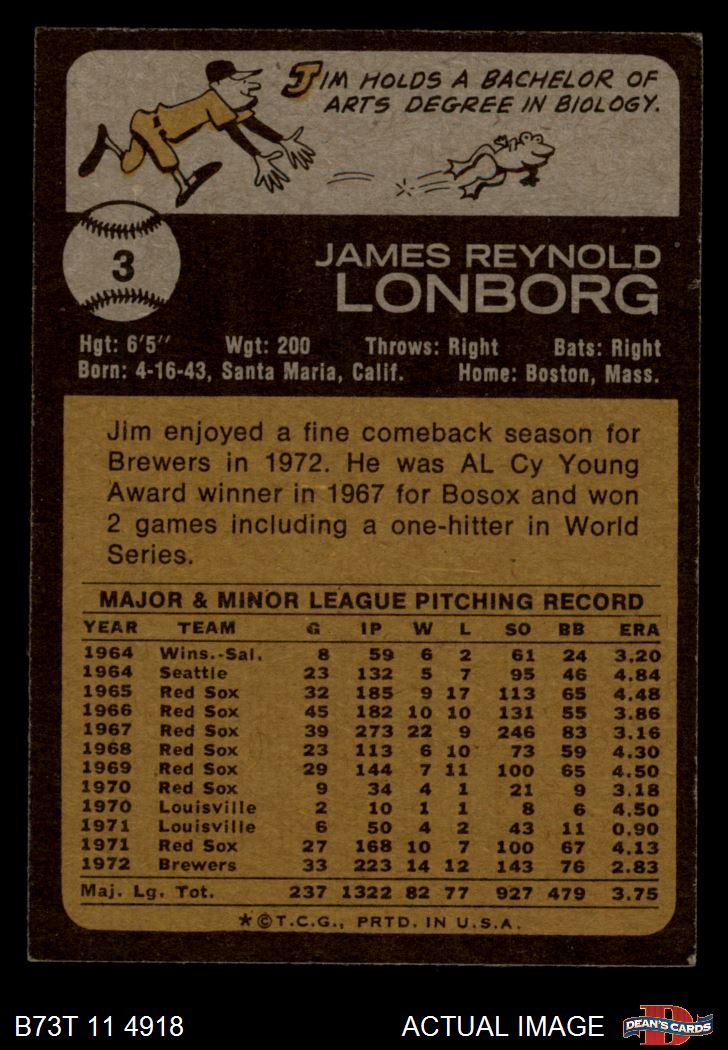 JIM HOLDS A BACHELOR OF
ARTS DEGREE IN BIOLOGY.
3
JAMES REYNOLD
LONBORG
Hgt: 6'5" Wgt: 200 Throws: Right Bats: Right
Born: 4-16-43, Santa Maria, Calif. Home: Boston, Mass.
Jim enjoyed a fine comeback season for
Brewers in 1972. He was AL Cy Young
Award winner in 1967 for Bosox and won
2 games including a one-hitter in World
Series.
MAJOR & MINOR LEAGUE PITCHING RECORD
YEAR TEAM G IP W L SO BB ERA
1964 Wins.-Sal. 8 59 6 2 61 24 3.20
1964 Seattle 23 132 5 7 95 46 4.84
1965 Red Sox 32 185 9 17 113 65 4.48
1966 Red Sox 45 182 10 10 131 55 3.86
1967 Red Sox 39 273 22 9 246 83 3.16
1968 Red Sox 23 113 6 10 73 59 4.30
1969 Red Sox 29 144 7 11 100 65 4.50
1970 Red Sox 9 34 4 1 21 9 3.18
1970 Louisville 2 10 1 1 8 6 4.50
1971 Louisville 6 50 4 2 43 11 0.90
1971 Red Sox 27 168 10 7 100 67 4.13
1972 Brewers 33 223 14 12 143 76 2.83
Maj. Lg. Tot. 237 1322 82 77 927 479 3.75
*©T.C.G., PRTD. IN U.S.A.
B73T 11 4918 ACTUAL IMAGE
D
DEAN'S CARDS